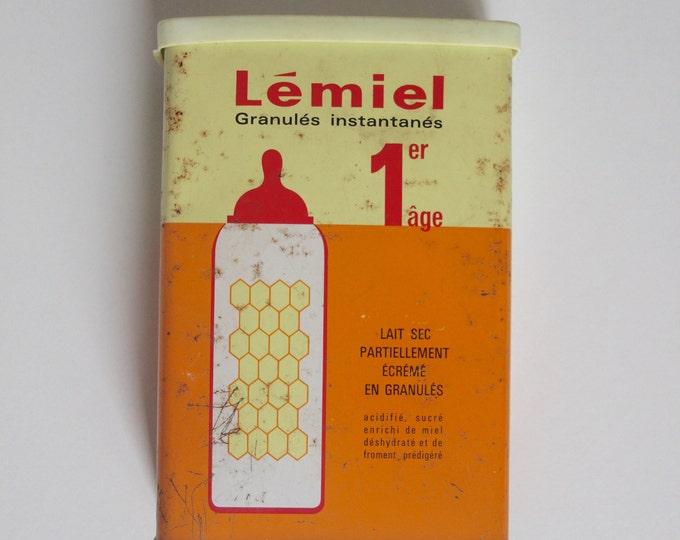 Lémiel
Granulés instantanés
1er
âge
LAIT SEC
PARTIELLEMENT
ÉCRÉMÉ
EN GRANULÉS
acidifié, sucré
enrichi de miel
déshydraté et de
froment prédigéré